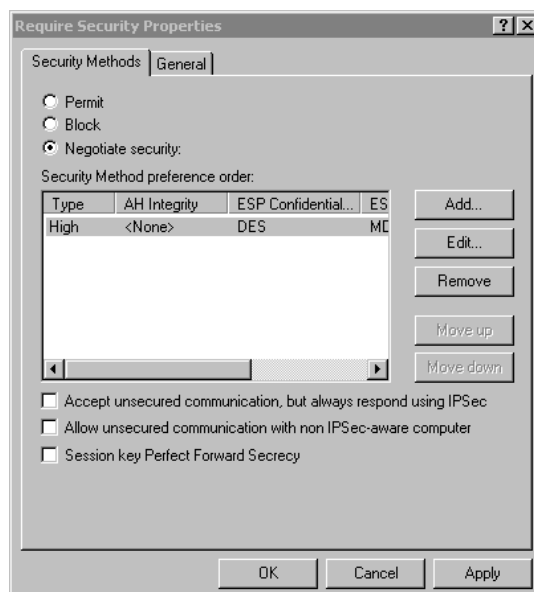 Require Security Properties
Security Methods General
Permit
Block
Negotiate security:
Security Method preference order:
Type AH Integrity ESP Confidential... ES
High <None> DES MD
Add...
Edit...
Remove
Move up
Move down
Accept unsecured communication, but always respond using IPSec
Allow unsecured communication with non IPSec-aware computer
Session key Perfect Forward Secrecy
OK Cancel Apply